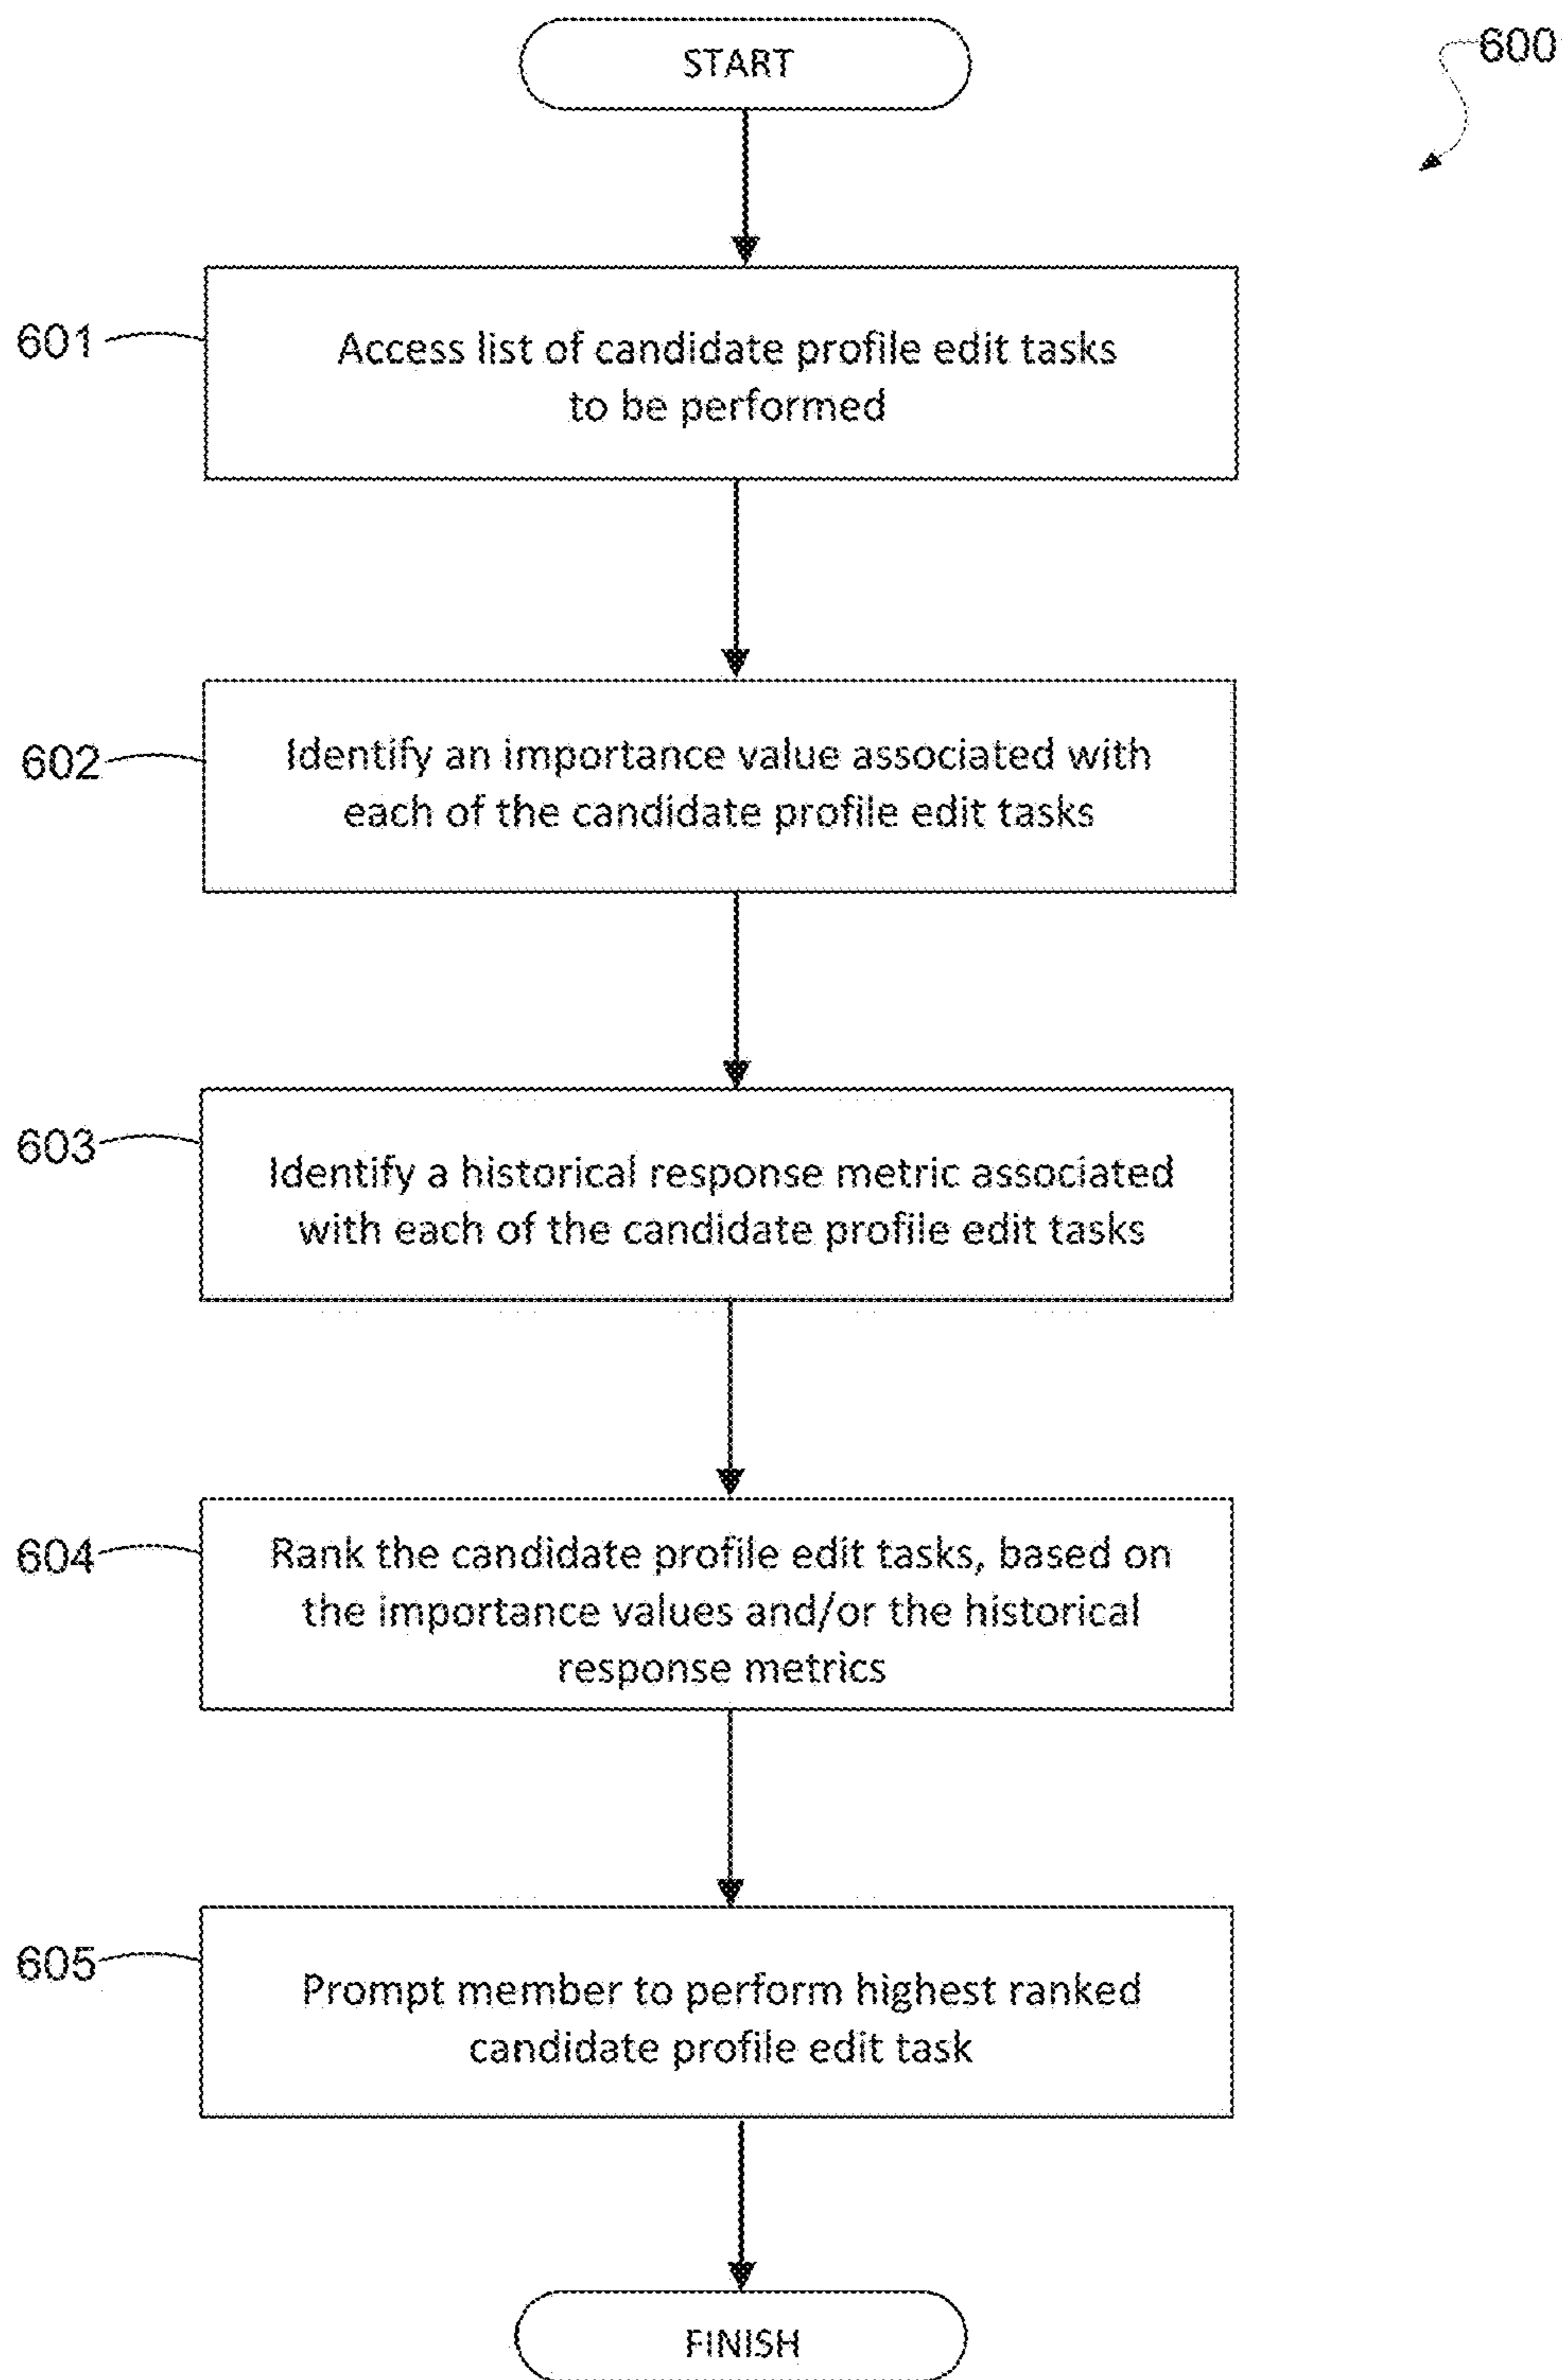 START
600
601
Access list of candidate profile edit tasks
to be performed
602
Identify an importance value associated with
each of the candidate profile edit tasks
603
Identify a historical response metric associated
with each of the candidate profile edit tasks
604
Rank the candidate profile edit tasks, based on
the importance values and/or the historical
response metrics
605
Prompt member to perform highest ranked
candidate profile edit task
FINISH